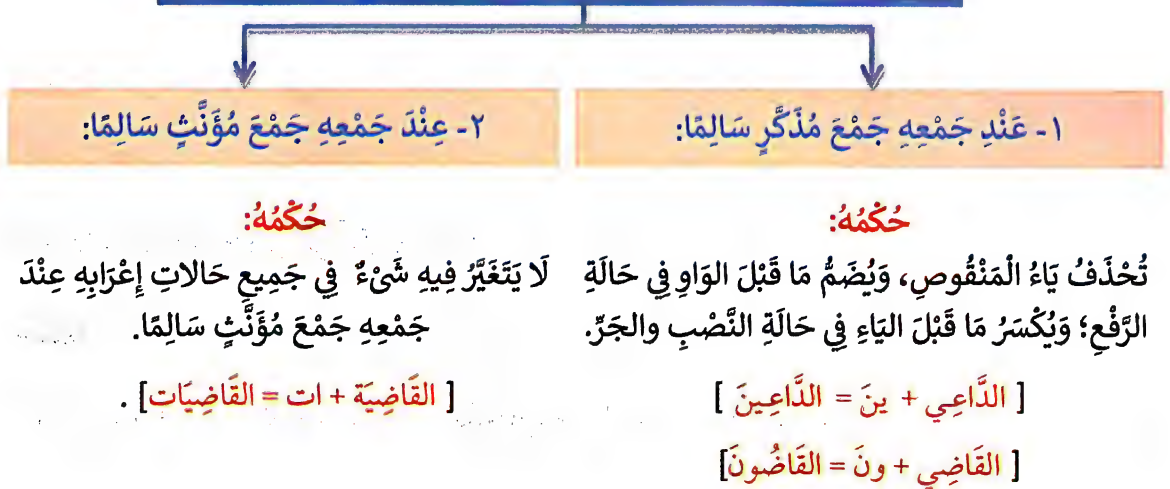 ١- عَنْدِ جَمْعِهِ جَمْعَ مُذَكَّرٍ سَالِمًا:
حُكْمُهُ:
تُحْذَفُ يَاءُ الْمَنْقُوصِ، وَيُضَمُّ مَا قَبْلَ الوَاوِ فِي حَالَةِ
الرَّفْعِ؛ وَيُكْسَرُ مَا قَبْلَ اليَاءِ فِي حَالَةِ النَّصْبِ والجَرِّ.
[ الدَّاعِي + ينَ = الدَّاعِينَ ]
[ القَاضِي + ونَ = القَاضُونَ]
٢- عِنْدَ جَمْعِهِ جَمْعَ مُؤَنَّثٍ سَالِمًا:
حُكْمُهُ:
لَا يَتَغَيَّرُ فِيهِ شَيْءٌ فِي جَمِيعِ حَالاتِ إِعْرَابِهِ عِنْدَ
جَمْعِهِ جَمْعَ مُؤَنَّثٍ سَالِمًا.
[ القَاضِيَة + ات = القَاضِيَات] .